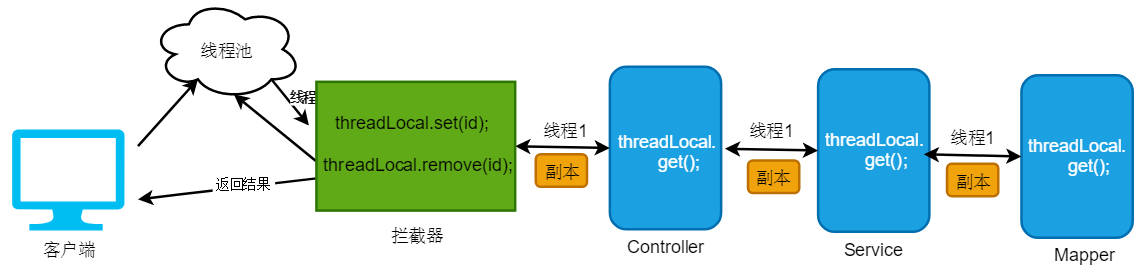 线程池
线程
threadLocal.set(id);
threadLocal.remove(id);
返回结果
客户端
拦截器
线程1
副本
threadLocal.
get();
Controller
线程1
副本
threadLocal.
get();
Service
线程1
副本
threadLocal.
get();
Mapper